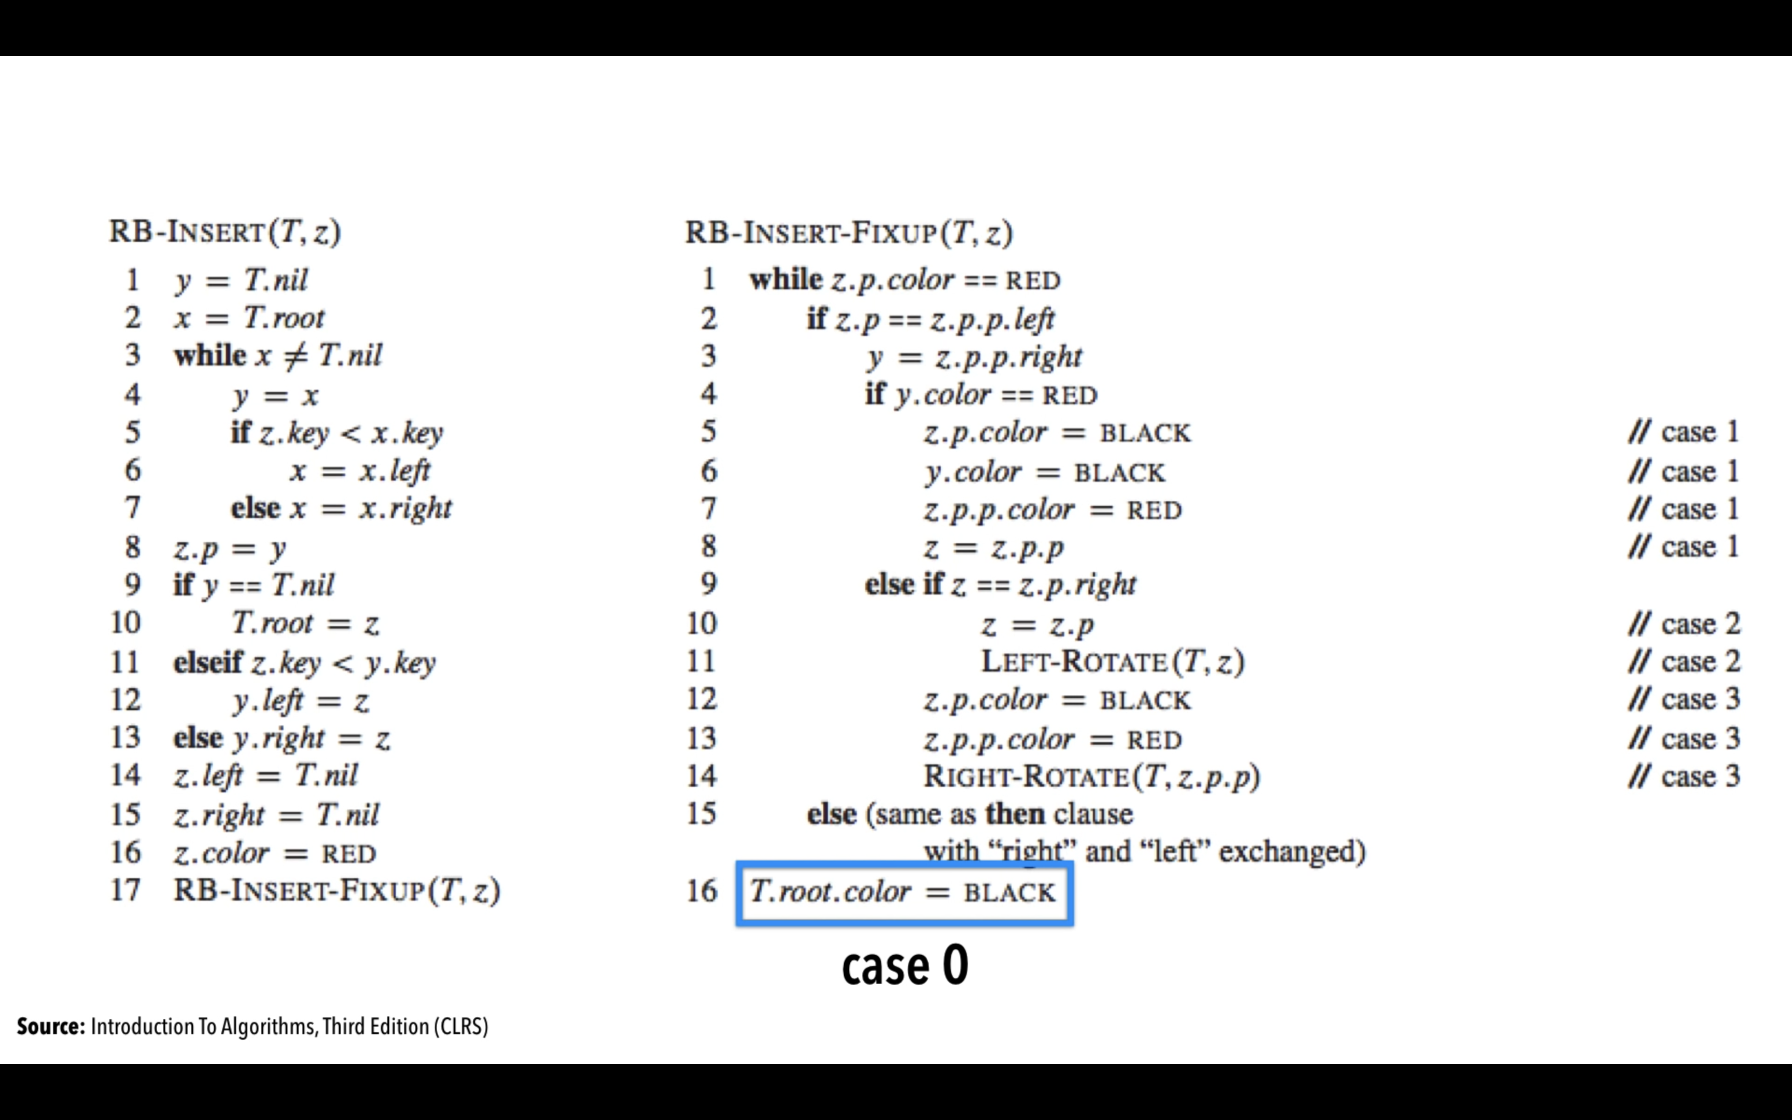 RB-INSERT(T, z)
1 y = T.nil
2 x = T.root
3 while x ≠ T.nil
4 y = x
5 if z.key < x.key
6 x = x.left
7 else x = x.right
8 z.p = y
9 if y == T.nil
10 T.root = z
11 elseif z.key < y.key
12 y.left = z
13 else y.right = z
14 z.left = T.nil
15 z.right = T.nil
16 z.color = RED
17 RB-INSERT-FIXUP(T, z)
RB-INSERT-FIXUP(T, z)
1 while z.p.color == RED
2 if z.p == z.p.p.left
3 y = z.p.p.right
4 if y.color == RED
5 z.p.color = BLACK // case 1
6 y.color = BLACK // case 1
7 z.p.p.color = RED // case 1
8 z = z.p.p // case 1
9 else if z == z.p.right
10 z = z.p // case 2
11 LEFT-ROTATE(T, z) // case 2
12 z.p.color = BLACK // case 3
13 z.p.p.color = RED // case 3
14 RIGHT-ROTATE(T, z.p.p) // case 3
15 else (same as then clause
with “right” and “left” exchanged)
16 T.root.color = BLACK
case 0
Source: Introduction To Algorithms, Third Edition (CLRS)